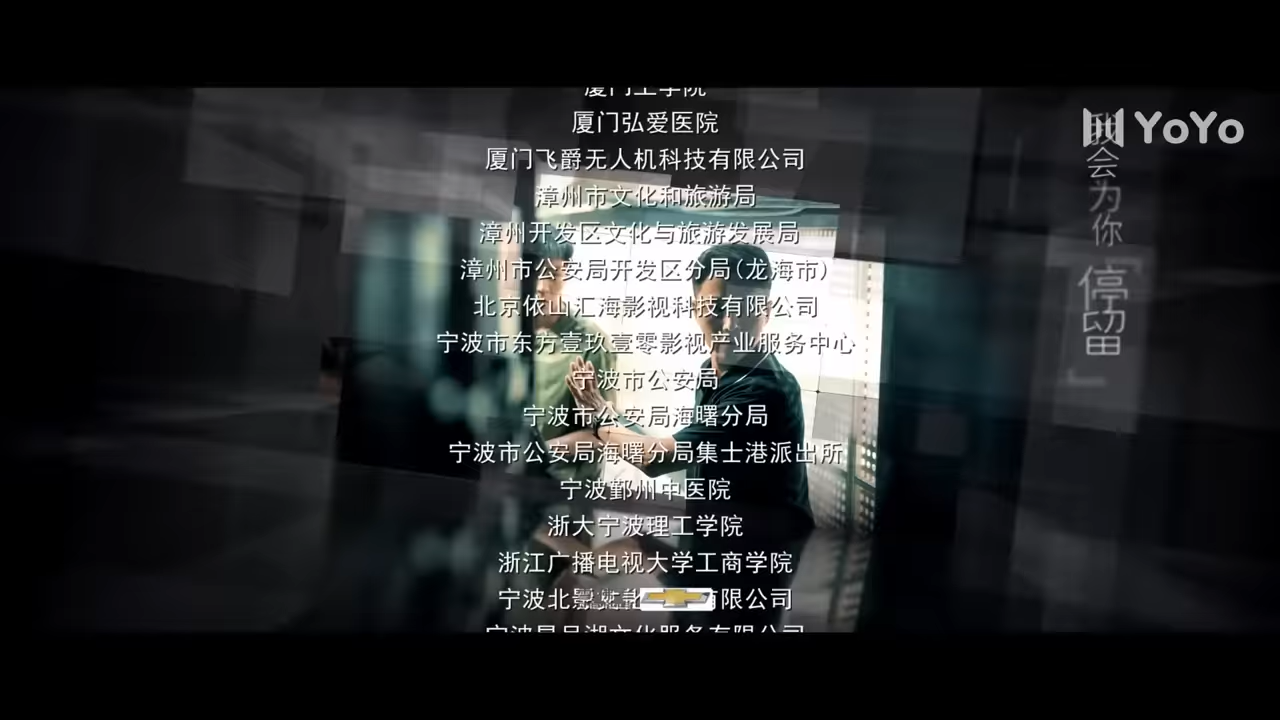 厦门工学院
厦门弘爱医院
厦门飞爵无人机科技有限公司
漳州市文化和旅游局
漳州开发区文化与旅游发展局
漳州市公安局开发区分局(龙海市)
北京依山汇海影视科技有限公司
宁波市东方壹玖壹零影视产业服务中心
宁波市公安局
宁波市公安局海曙分局
宁波市公安局海曙分局集士港派出所
宁波鄞州中医院
浙大宁波理工学院
浙江广播电视大学工商学院
宁波北影 有限公司
YoYo
我会为你
「停留」